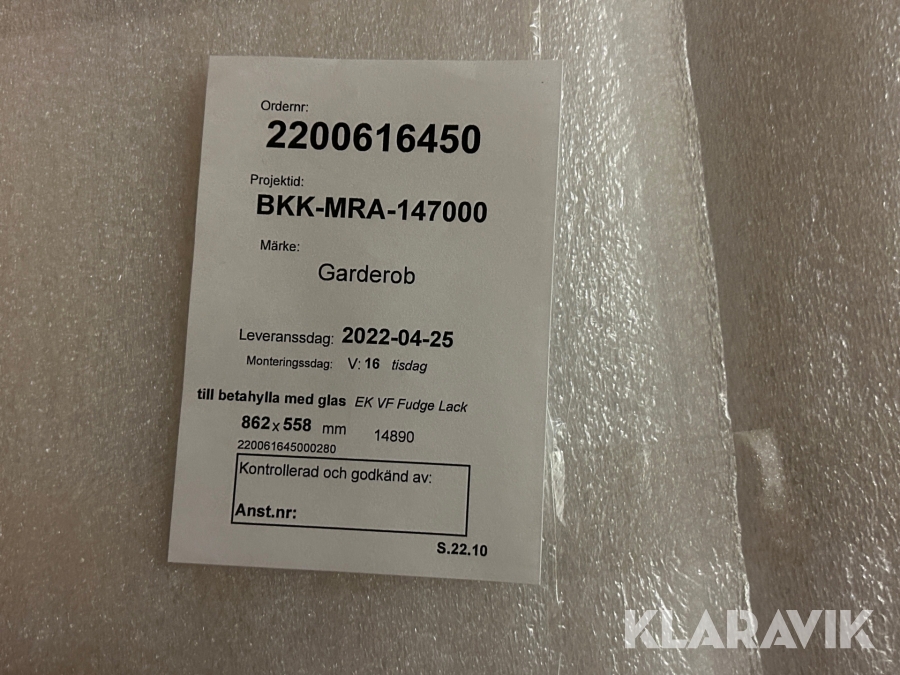 Ordernr:
2200616450
Projektid:
BKK-MRA-147000
Märke:
Garderob
Leveranssdag: 2022-04-25
Monteringssdag: V: 16 tisdag
till betahylla med glas EK VF Fudge Lack
862 x 558 mm 14890
220061645000280
Kontrollerad och godkänd av:
Anst.nr:
S.22.10
KLARAVIK